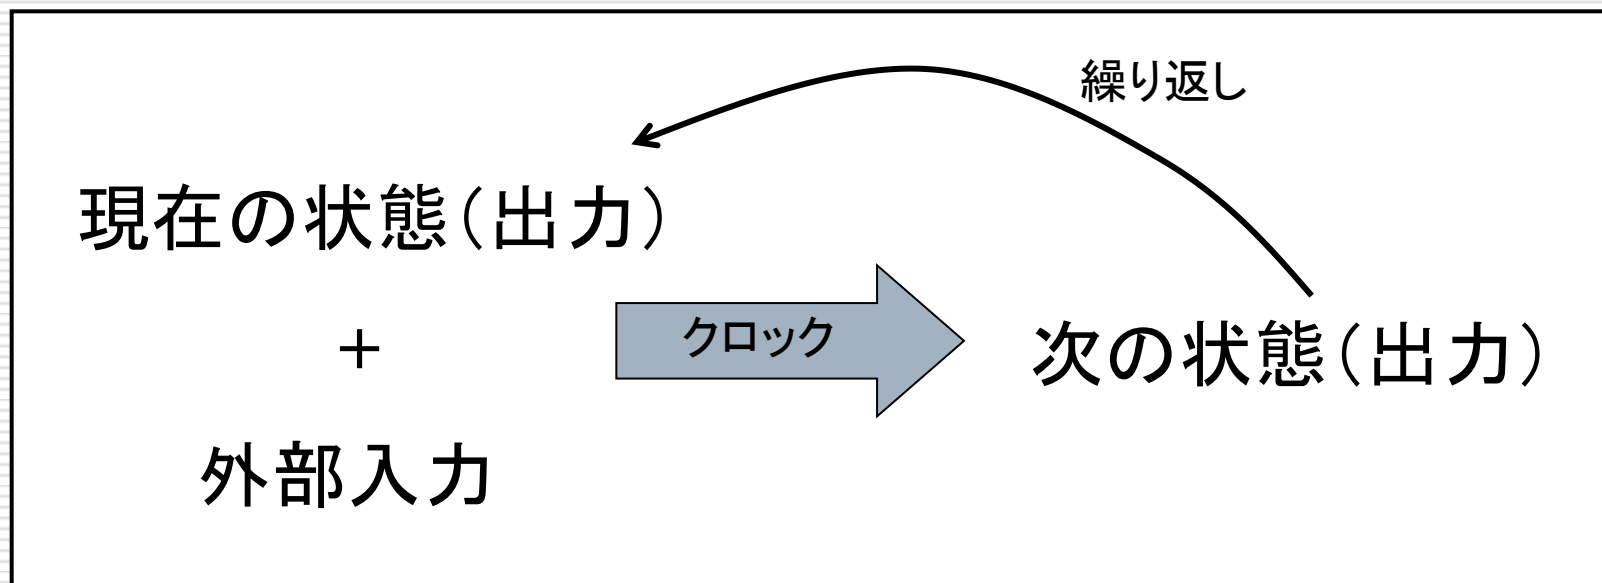 繰り返し
現在の状態(出力)
+
クロック
次の状態(出力)
外部入力